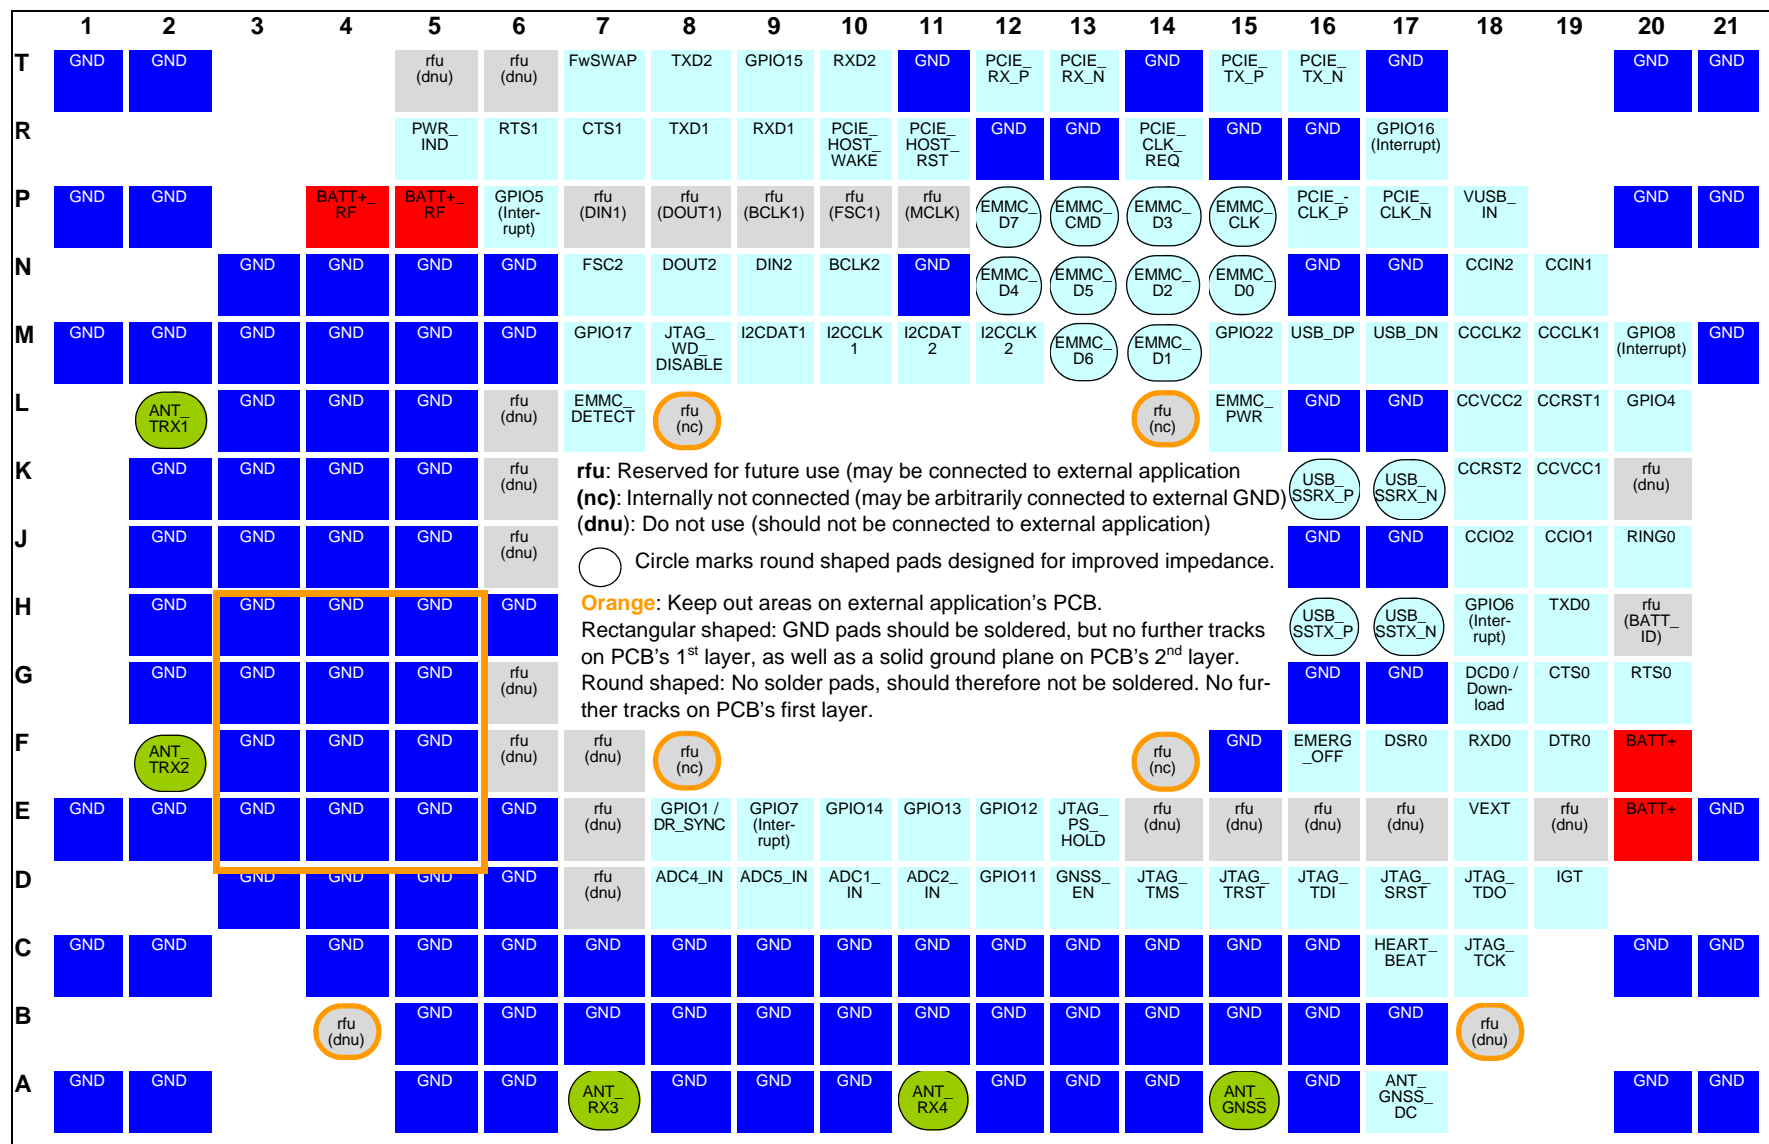 1 2 3 4 5 6 7 8 9 10 11 12 13 14 15 16 17 18 19 20 21
T GND GND rfu (dnu) rfu (dnu) FwSWAP TXD2 GPIO15 RXD2 GND PCIE_ RX_P PCIE_ RX_N GND PCIE_ TX_P PCIE_ TX_N GND GND GND
R PWR_ IND RTS1 CTS1 TXD1 RXD1 PCIE_ HOST_ WAKE PCIE_ HOST_ RST GND GND PCIE_ CLK_ REQ GND GND GPIO16 (Interrupt)
P GND GND BATT+_ RF BATT+_ RF GPIO5 (Inter- rupt) rfu (DIN1) rfu (DOUT1) rfu (BCLK1) rfu (FSC1) rfu (MCLK) EMMC_ D7 EMMC_ CMD EMMC_ D3 EMMC_ CLK PCIE_- CLK_P PCIE_ CLK_N VUSB_ IN GND GND
N GND GND GND GND FSC2 DOUT2 DIN2 BCLK2 GND EMMC_ D4 EMMC_ D5 EMMC_ D2 EMMC_ D0 GND GND CCIN2 CCIN1
M GND GND GND GND GND GND GPIO17 JTAG_ WD_ DISABLE I2CDAT1 I2CCLK 1 I2CDAT 2 I2CCLK 2 EMMC_ D6 EMMC_ D1 GPIO22 USB_DP USB_DN CCCLK2 CCCLK1 GPIO8 (Interrupt) GND
L ANT_ TRX1 GND GND GND rfu (dnu) EMMC_ DETECT rfu (nc) rfu (nc) EMMC_ PWR GND GND CCVCC2 CCRST1 GPIO4
K GND GND GND GND rfu (dnu) USB_ SSRX_P USB_ SSRX_N CCRST2 CCVCC1 rfu (dnu)
rfu: Reserved for future use (may be connected to external application
(nc): Internally not connected (may be arbitrarily connected to external GND)
(dnu): Do not use (should not be connected to external application)
J GND GND GND GND rfu (dnu) GND GND CCIO2 CCIO1 RING0
Circle marks round shaped pads designed for improved impedance.
H GND GND GND GND GND USB_ SSTX_P USB_ SSTX_N GPIO6 (Inter- rupt) TXD0 rfu (BATT_ ID)
Orange: Keep out areas on external application's PCB.
Rectangular shaped: GND pads should be soldered, but no further tracks
on PCB's 1st layer, as well as a solid ground plane on PCB's 2nd layer.
G GND GND GND GND rfu (dnu) GND GND DCD0 / Down- load CTS0 RTS0
Round shaped: No solder pads, should therefore not be soldered. No fur-
ther tracks on PCB's first layer.
F ANT_ TRX2 GND GND GND rfu (dnu) rfu (dnu) rfu (nc) rfu (nc) GND EMERG _OFF DSR0 RXD0 DTR0 BATT+
E GND GND GND GND GND GND rfu (dnu) GPIO1 / DR_SYNC GPIO7 (Inter- rupt) GPIO14 GPIO13 GPIO12 JTAG_ PS_ HOLD rfu (dnu) rfu (dnu) rfu (dnu) rfu (dnu) VEXT rfu (dnu) BATT+ GND
D GND GND GND GND rfu (dnu) ADC4_IN ADC5_IN ADC1_ IN ADC2_ IN GPIO11 GNSS_ EN JTAG_ TMS JTAG_ TRST JTAG_ TDI JTAG_ SRST JTAG_ TDO IGT
C GND GND GND GND GND GND GND GND GND GND GND GND GND GND GND HEART_ BEAT JTAG_ TCK GND GND
B rfu (dnu) GND GND GND GND GND GND GND GND GND GND GND GND GND rfu (dnu)
A GND GND GND GND ANT_ RX3 GND GND GND ANT_ RX4 GND GND GND ANT_ GNSS GND ANT_ GNSS_ DC GND GND